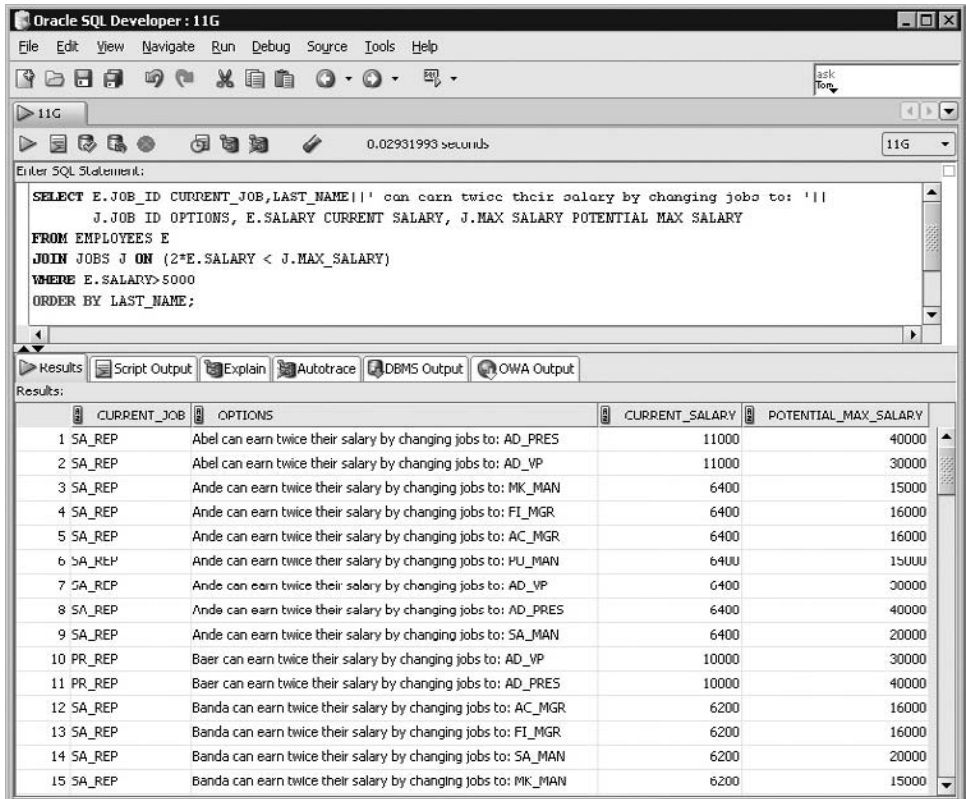 Oracle SQL Developer : 11G
File Edit View Navigate Run Debug Source Tools Help
ask Tom
11G
0.02931993 seconds
11G
Enter SQL Statement:
SELECT E.JOB_ID CURRENT_JOB,LAST_NAME||' can earn twice their salary by changing jobs to: '||
J.JOB_ID OPTIONS, E.SALARY CURRENT_SALARY, J.MAX_SALARY POTENTIAL_MAX_SALARY
FROM EMPLOYEES E
JOIN JOBS J ON (2*E.SALARY < J.MAX_SALARY)
WHERE E.SALARY>5000
ORDER BY LAST_NAME;
Results Script Output Explain Autotrace DBMS Output OWA Output
Results:
CURRENT_JOB OPTIONS CURRENT_SALARY POTENTIAL_MAX_SALARY
1 SA_REP Abel can earn twice their salary by changing jobs to: AD_PRES 11000 40000
2 SA_REP Abel can earn twice their salary by changing jobs to: AD_VP 11000 30000
3 SA_REP Ande can earn twice their salary by changing jobs to: MK_MAN 6400 15000
4 SA_REP Ande can earn twice their salary by changing jobs to: FI_MGR 6400 16000
5 SA_REP Ande can earn twice their salary by changing jobs to: AC_MGR 6400 16000
6 SA_REP Ande can earn twice their salary by changing jobs to: PU_MAN 6400 15000
7 SA_REP Ande can earn twice their salary by changing jobs to: AD_VP 6400 30000
8 SA_REP Ande can earn twice their salary by changing jobs to: AD_PRES 6400 40000
9 SA_REP Ande can earn twice their salary by changing jobs to: SA_MAN 6400 20000
10 PR_REP Baer can earn twice their salary by changing jobs to: AD_VP 10000 30000
11 PR_REP Baer can earn twice their salary by changing jobs to: AD_PRES 10000 40000
12 SA_REP Banda can earn twice their salary by changing jobs to: AC_MGR 6200 16000
13 SA_REP Banda can earn twice their salary by changing jobs to: FI_MGR 6200 16000
14 SA_REP Banda can earn twice their salary by changing jobs to: SA_MAN 6200 20000
15 SA_REP Banda can earn twice their salary by changing jobs to: MK_MAN 6200 15000